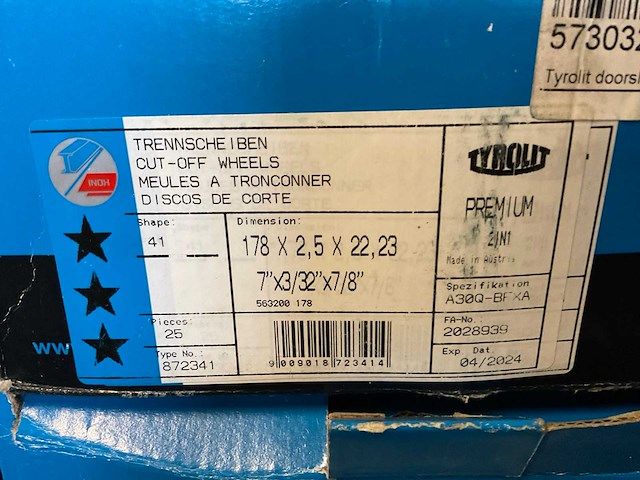 573032
Tyrolit doorsl
TRENNSCHEIBEN
CUT-OFF WHEELS
MEULES A TRONCONNER
DISCOS DE CORTE
INOX
TYROLIT
PREMIUM
2IN1
Made in Austria
Shape:
41
Dimension:
178 X 2,5 X 22,23
7"x3/32"x7/8"
563200 178
Spezifikation
A30Q-BFXA
Pieces:
25
FA-No.:
2028939
Type No.:
872341
9 009018 723414
Exp. Dat.
04/2024
ww